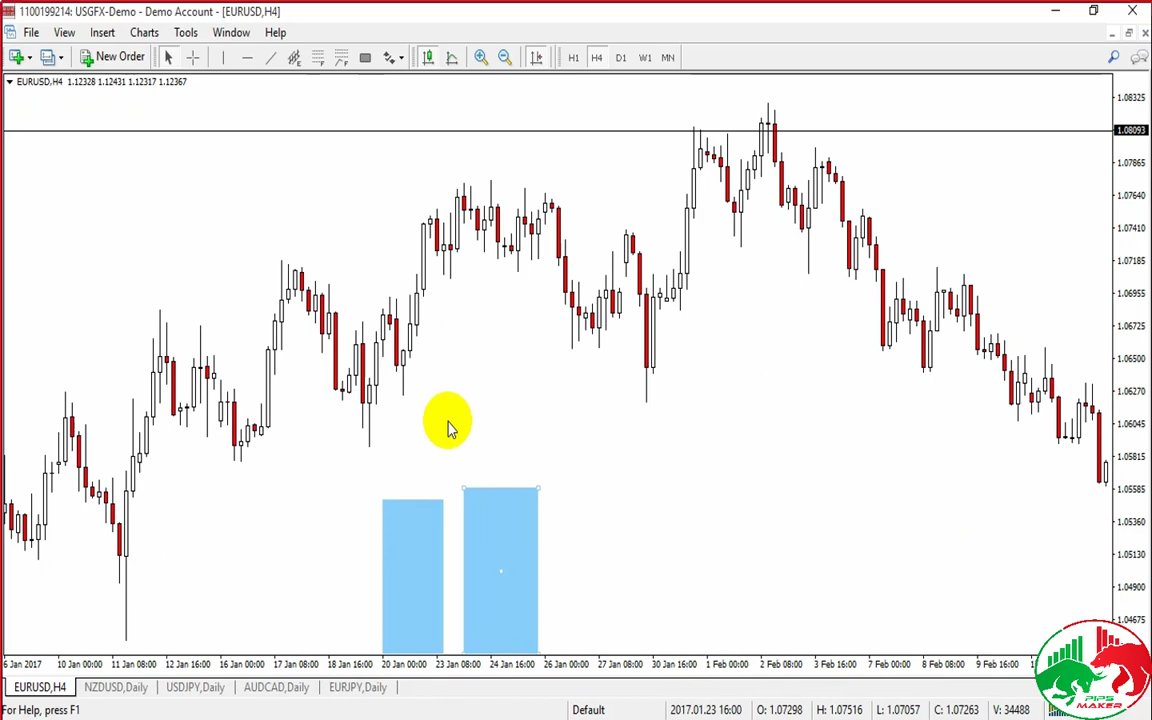 1100199214: USGFX-Demo - Demo Account - [EURUSD,H4]
File View Insert Charts Tools Window Help
New Order H1 H4 D1 W1 MN
EURUSD,H4 1.12328 1.12431 1.12317 1.12367
1.08325
1.08093
1.07865
1.07640
1.07410
1.07185
1.06955
1.06725
1.06500
1.06270
1.06045
1.05815
1.05585
1.05360
1.05130
1.04900
1.04675
6 Jan 2017 10 Jan 00:00 11 Jan 08:00 12 Jan 16:00 16 Jan 00:00 17 Jan 08:00 18 Jan 16:00 20 Jan 00:00 23 Jan 08:00 24 Jan 16:00 26 Jan 00:00 27 Jan 08:00 30 Jan 16:00 1 Feb 00:00 2 Feb 08:00 3 Feb 16:00 7 Feb 00:00 8 Feb 08:00 9 Feb 16:00
PIPS
MAKER
EURUSD,H4 NZDUSD,Daily USDJPY,Daily AUDCAD,Daily EURJPY,Daily
For Help, press F1 Default 2017.01.23 16:00 O: 1.07298 H: 1.07516 L: 1.07057 C: 1.07263 V: 34488